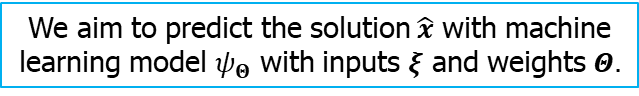 We aim to predict the solution x̂ with machine
learning model ψ_Θ with inputs ξ and weights Θ.